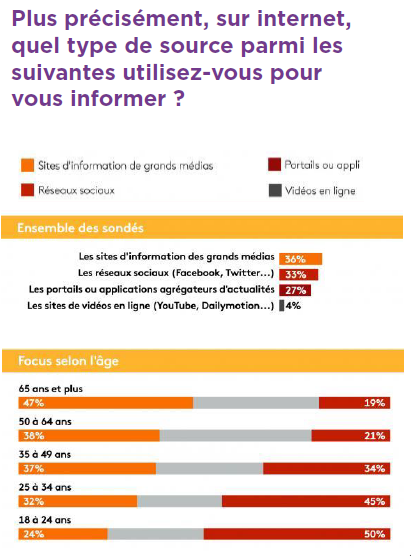 Plus précisément, sur internet,
quel type de source parmi les
suivantes utilisez-vous pour
vous informer ?
Sites d'information de grands médias
Portails ou appli
Réseaux sociaux
Vidéos en ligne
Ensemble des sondés
Les sites d'information des grands médias 36%
Les réseaux sociaux (Facebook, Twitter...) 33%
Les portails ou applications agrégateurs d'actualités 27%
Les sites de vidéos en ligne (YouTube, Dailymotion...) 4%
Focus selon l'âge
65 ans et plus
47% 19%
50 à 64 ans
38% 21%
35 à 49 ans
37% 34%
25 à 34 ans
32% 45%
18 à 24 ans
24% 50%